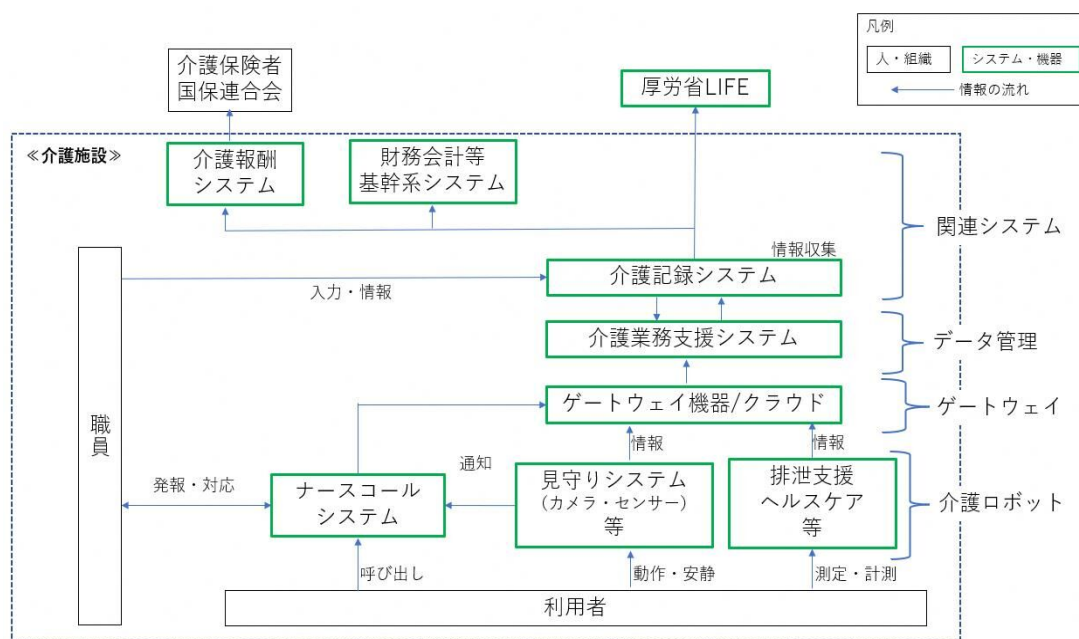 凡例
人・組織
システム・機器
情報の流れ
介護保険者
国保連合会
厚労省LIFE
≪介護施設≫
介護報酬
システム
財務会計等
基幹系システム
関連システム
情報収集
介護記録システム
入力・情報
介護業務支援システム
データ管理
ゲートウェイ機器/クラウド
ゲートウェイ
職員
情報
情報
通知
発報・対応
ナースコール
システム
見守りシステム
(カメラ・センサー)
等
排泄支援
ヘルスケア
等
介護ロボット
呼び出し
動作・安静
測定・計測
利用者